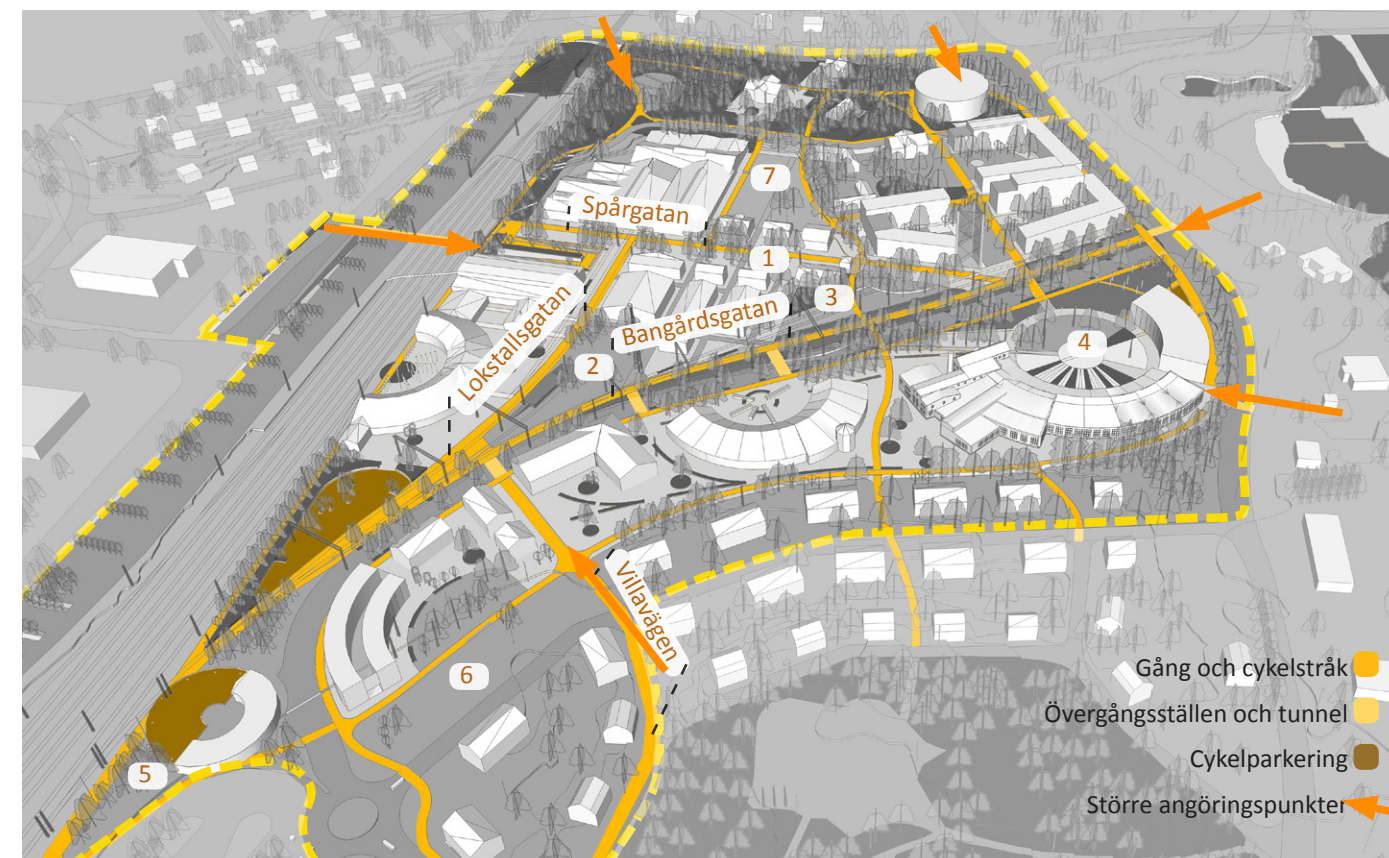 7
Spårgatan
1
Lokstallsgatan
Bangårdsgatan
3
2
4
Villavägen
6
5
Gång och cykelstråk
Övergångsställen och tunnel
Cykelparkering
Större angöringspunkter